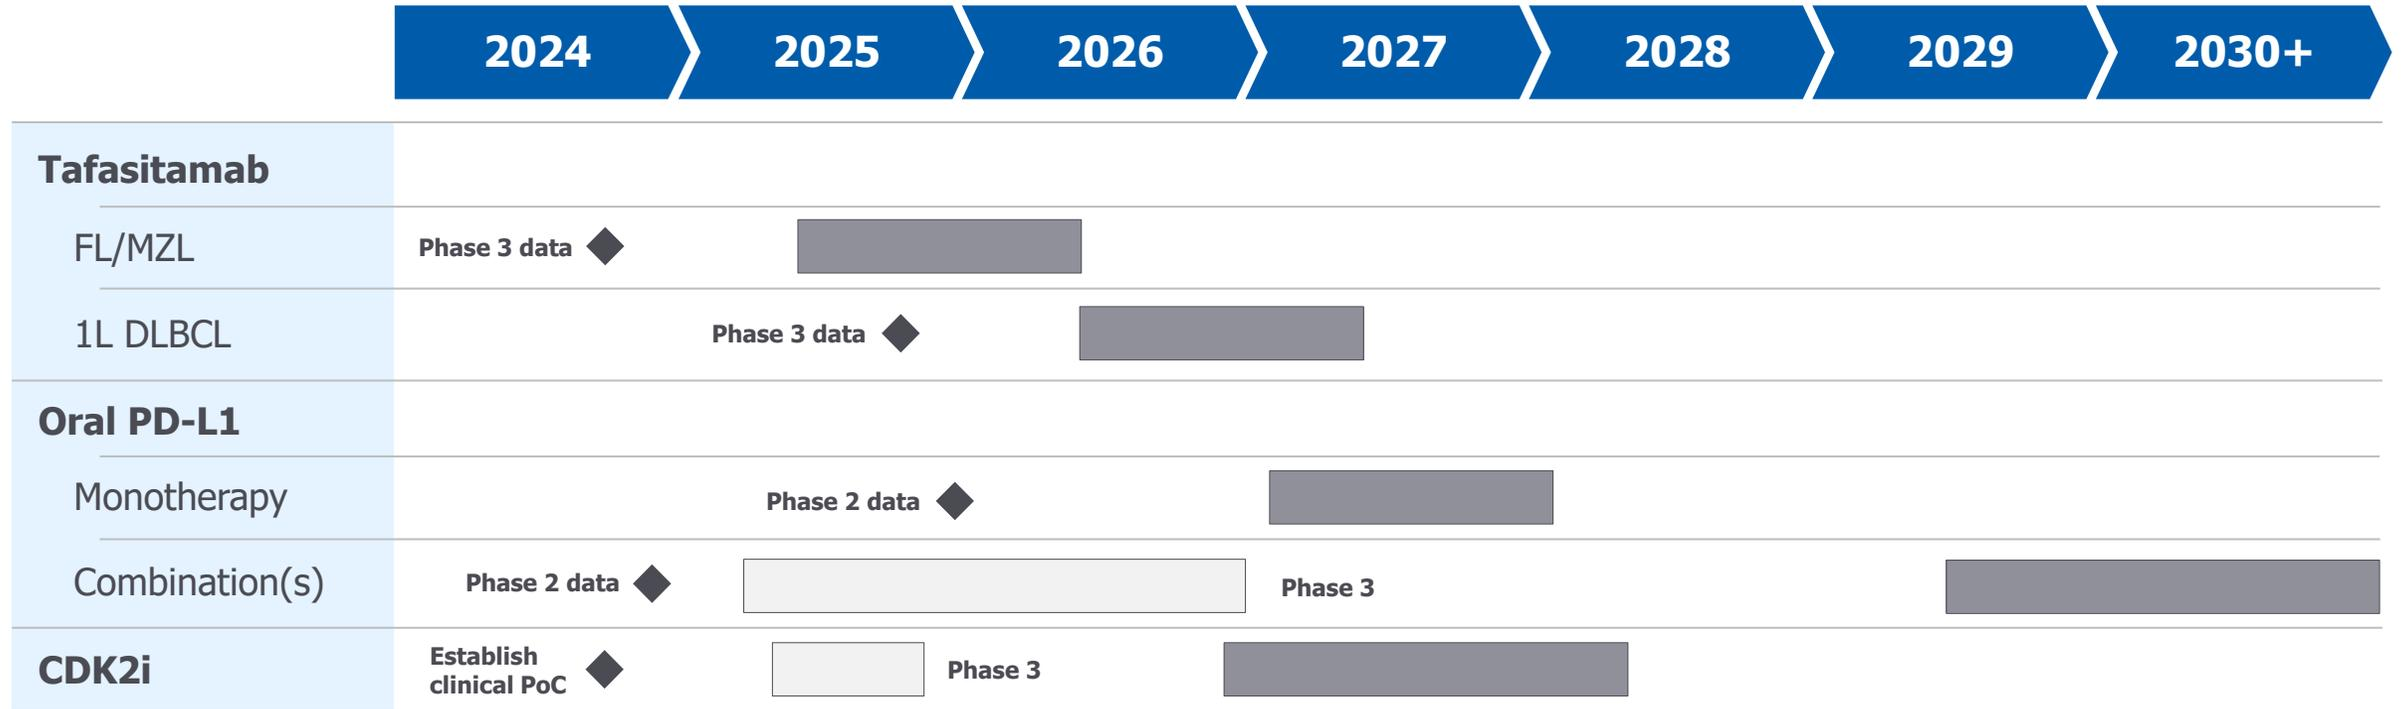 2024 2025 2026 2027 2028 2029 2030+
Tafasitamab
FL/MZL Phase 3 data
1L DLBCL Phase 3 data
Oral PD-L1
Monotherapy Phase 2 data
Combination(s) Phase 2 data Phase 3
CDK2i Establish
clinical PoC Phase 3